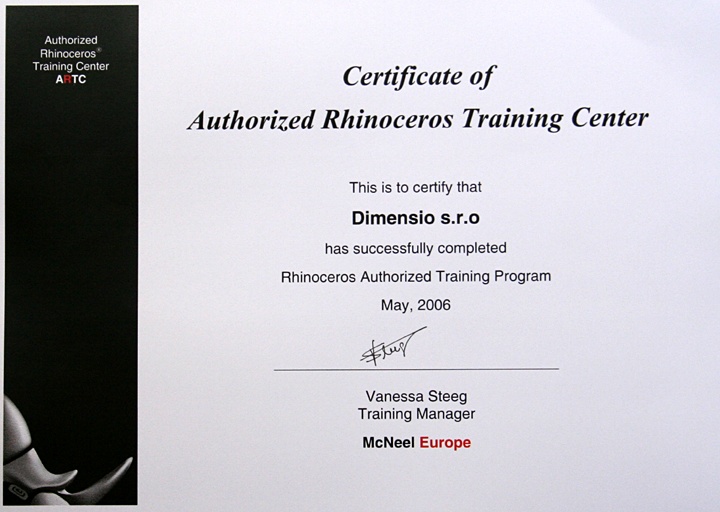 Authorized
Rhinoceros®
Training Center
ARTC
Certificate of
Authorized Rhinoceros Training Center
This is to certify that
Dimensio s.r.o
has successfully completed
Rhinoceros Authorized Training Program
May, 2006
Vanessa Steeg
Training Manager
McNeel Europe